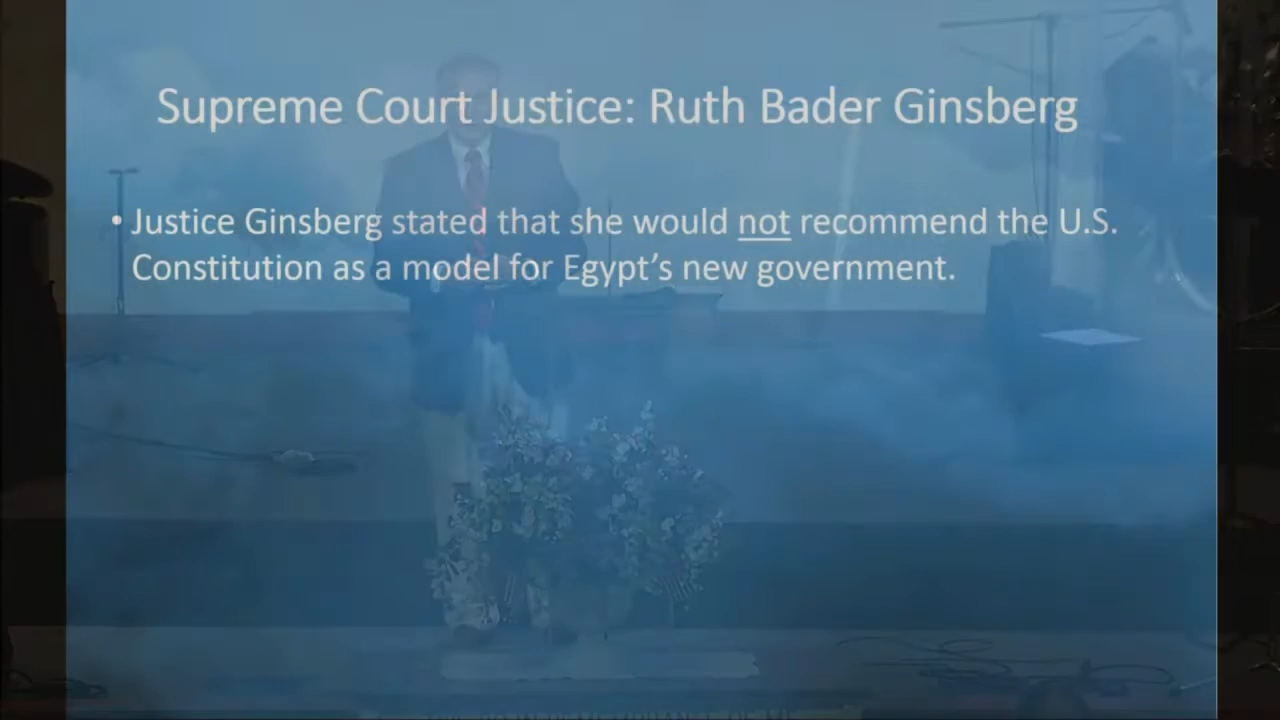 Supreme Court Justice: Ruth Bader Ginsberg
• Justice Ginsberg stated that she would not recommend the U.S.
Constitution as a model for Egypt's new government.